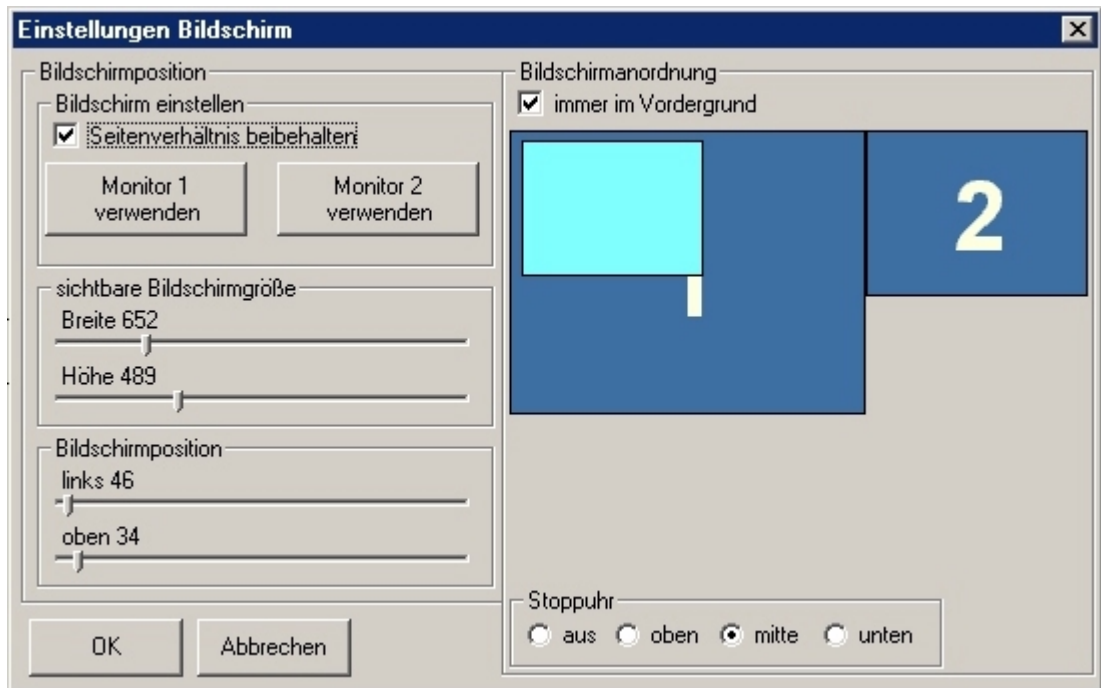 Einstellungen Bildschirm
Bildschirmposition
Bildschirm einstellen
Seitenverhältnis beibehalten
Monitor 1
verwenden
Monitor 2
verwenden
sichtbare Bildschirmgröße
Breite 652
Höhe 489
Bildschirmposition
links 46
oben 34
OK
Abbrechen
Bildschirmanordnung
immer im Vordergrund
2
Stoppuhr
aus
oben
mitte
unten